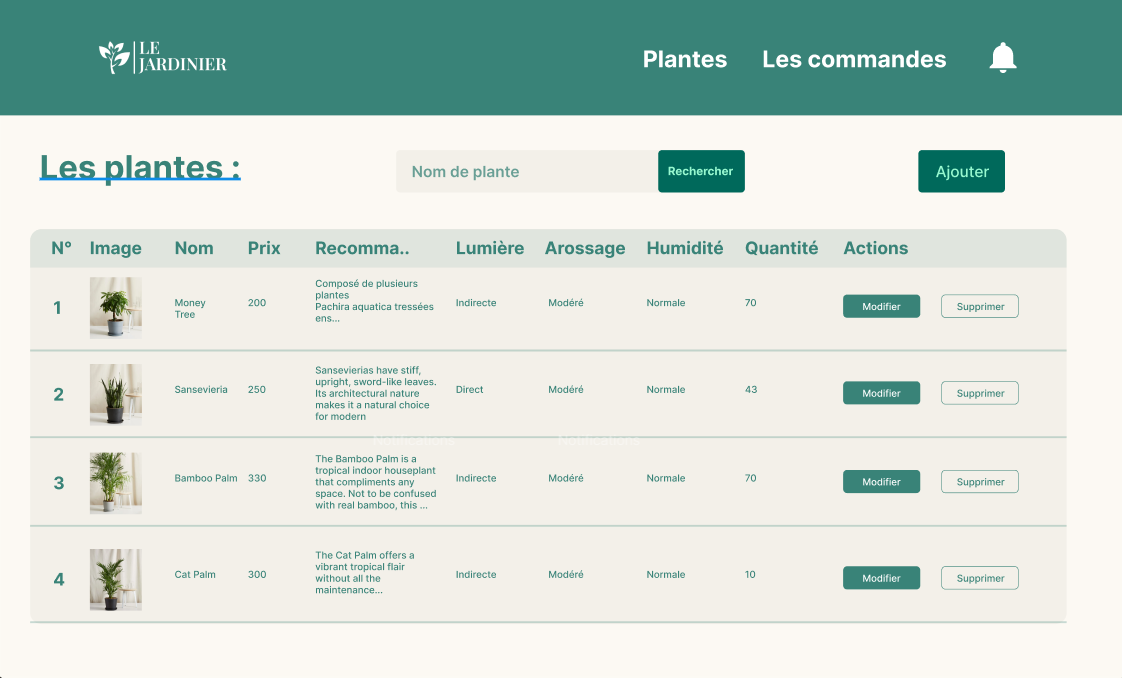 LE
JARDINIER
Plantes
Les commandes
Les plantes :
Nom de plante
Rechercher
Ajouter
N° Image Nom Prix Recomma.. Lumière Arossage Humidité Quantité Actions
1
Money
Tree
200
Composé de plusieurs
plantes
Pachira aquatica tressées
ens...
Indirecte
Modéré
Normale
70
Modifier
Supprimer
2
Sansevieria
250
Sansevierias have stiff,
upright, sword-like leaves.
Its architectural nature
makes it a natural choice
for modern
Direct
Modéré
Normale
43
Modifier
Supprimer
Notifications
Notifications
3
Bamboo Palm
330
The Bamboo Palm is a
tropical indoor houseplant
that compliments any
space. Not to be confused
with real bamboo, this ...
Indirecte
Modéré
Normale
70
Modifier
Supprimer
4
Cat Palm
300
The Cat Palm offers a
vibrant tropical flair
without all the
maintenance...
Indirecte
Modéré
Normale
10
Modifier
Supprimer